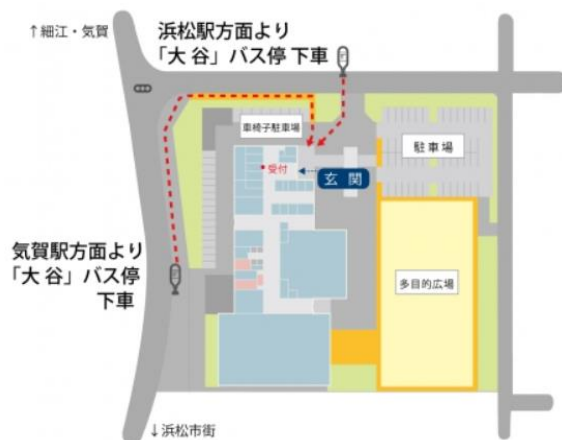 ↑細江・気賀
浜松駅方面より
「大 谷」バス停 下車
車椅子駐車場
駐 車 場
受付
玄 関
気賀駅方面より
「大 谷」バス停
下車
多目的広場
↓浜松市街